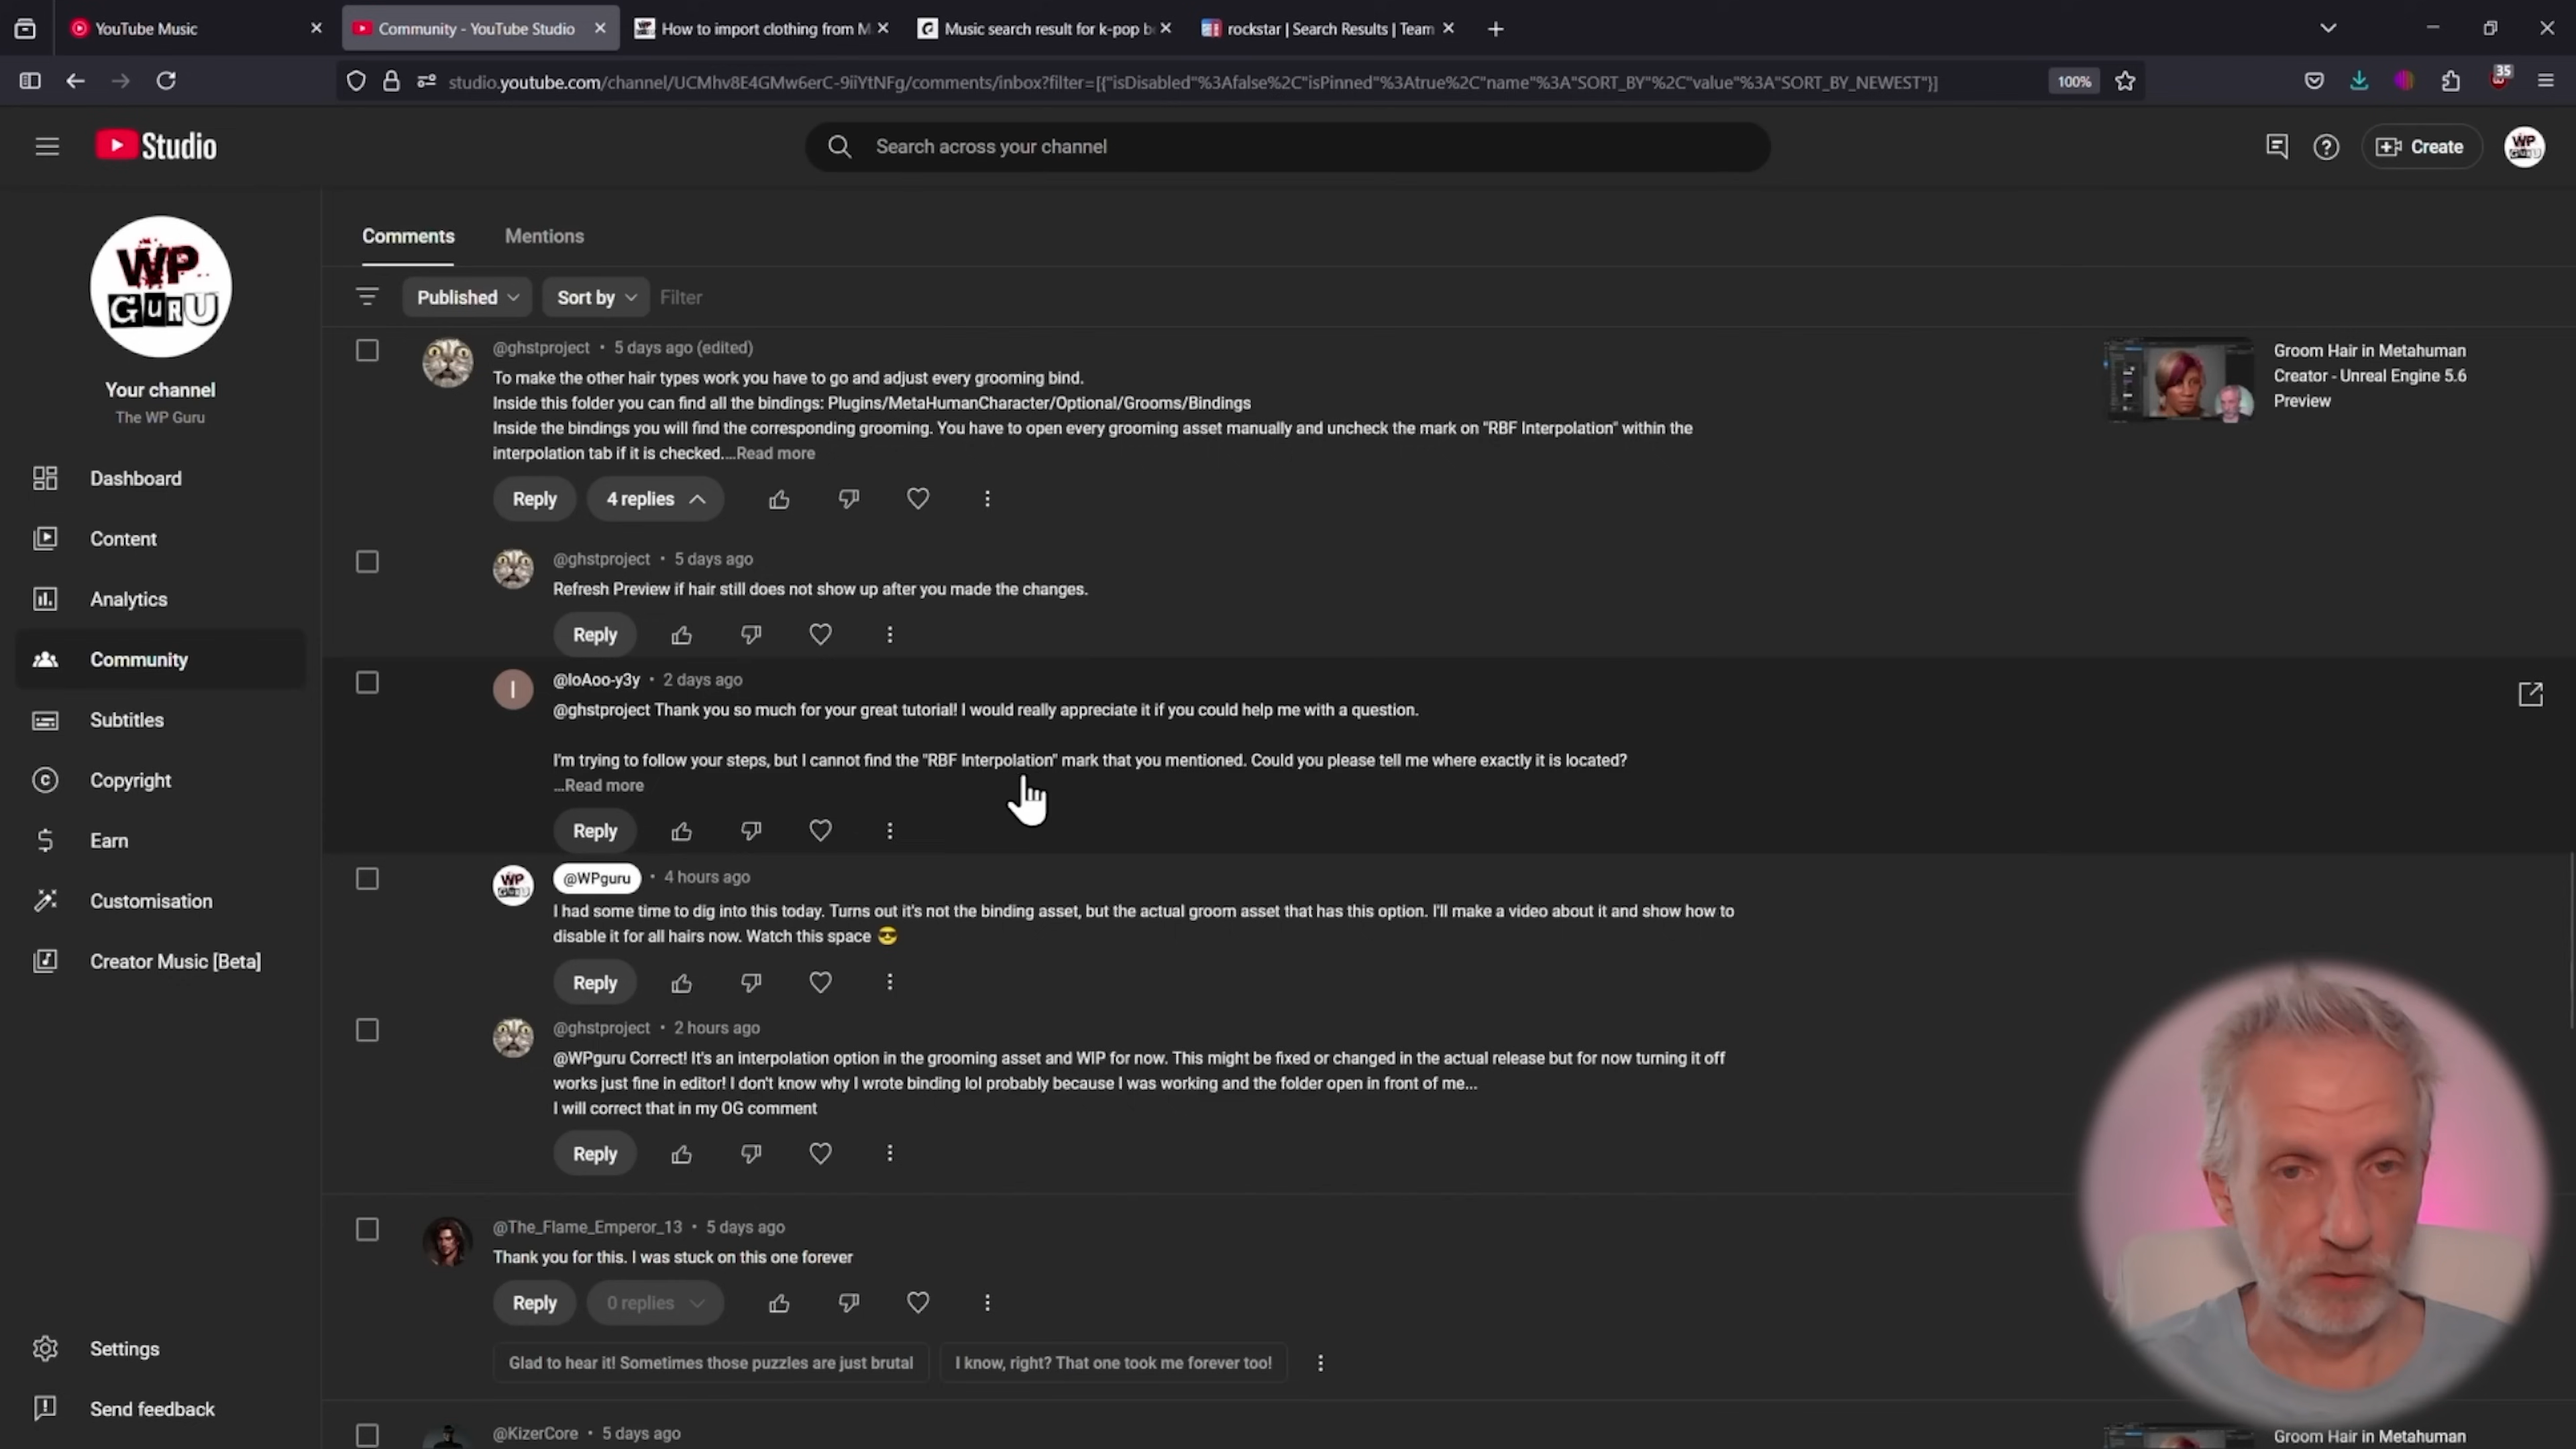 YouTube Music
Community - YouTube Studio
How to import clothing from M
Music search result for k-pop b
rockstar | Search Results | Team
studio.youtube.com/channel/UCMhv8E4GMw6erC-9iiYtNFg/comments/inbox?filter=[{"isDisabled"%3Afalse%2C"isPinned"%3Atrue%2C"name"%3A"SORT_BY"%2C"value"%3A"SORT_BY_NEWEST"}]
100%
35
Studio
Search across your channel
Create
WP
GURU
Your channel
The WP Guru
Dashboard
Content
Analytics
Community
Subtitles
Copyright
Earn
Customisation
Creator Music [Beta]
Settings
Send feedback
Comments
Mentions
Published
Sort by
Filter
@ghstproject • 5 days ago (edited)
To make the other hair types work you have to go and adjust every grooming bind.
Inside this folder you can find all the bindings: Plugins/MetaHumanCharacter/Optional/Grooms/Bindings
Inside the bindings you will find the corresponding grooming. You have to open every grooming asset manually and uncheck the mark on "RBF Interpolation" within the
interpolation tab if it is checked....Read more
Reply
4 replies
Groom Hair in Metahuman
Creator - Unreal Engine 5.6
Preview
@ghstproject • 5 days ago
Refresh Preview if hair still does not show up after you made the changes.
Reply
I
@IoAoo-y3y • 2 days ago
@ghstproject Thank you so much for your great tutorial! I would really appreciate it if you could help me with a question.
I'm trying to follow your steps, but I cannot find the "RBF Interpolation" mark that you mentioned. Could you please tell me where exactly it is located?
...Read more
Reply
WP
GURU
@WPguru • 4 hours ago
I had some time to dig into this today. Turns out it's not the binding asset, but the actual groom asset that has this option. I'll make a video about it and show how to
disable it for all hairs now. Watch this space 😎
Reply
@ghstproject • 2 hours ago
@WPguru Correct! It's an interpolation option in the grooming asset and WIP for now. This might be fixed or changed in the actual release but for now turning it off
works just fine in editor! I don't know why I wrote binding lol probably because I was working and the folder open in front of me...
I will correct that in my OG comment
Reply
@The_Flame_Emperor_13 • 5 days ago
Thank you for this. I was stuck on this one forever
Reply
0 replies
Glad to hear it! Sometimes those puzzles are just brutal
I know, right? That one took me forever too!
@KizerCore • 5 days ago
Groom Hair in Metahuman